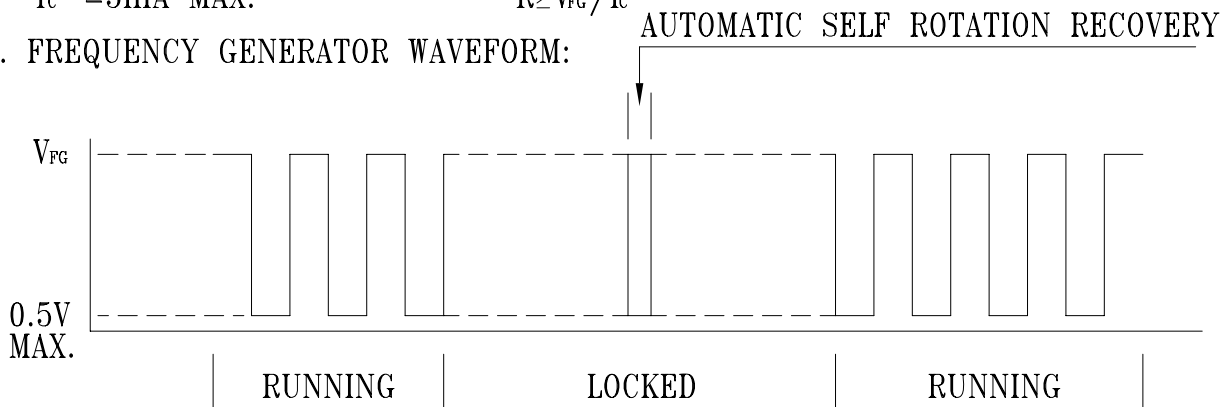 AUTOMATIC SELF ROTATION RECOVERY
. FREQUENCY GENERATOR WAVEFORM:
VFG
0.5V
MAX.
RUNNING LOCKED RUNNING